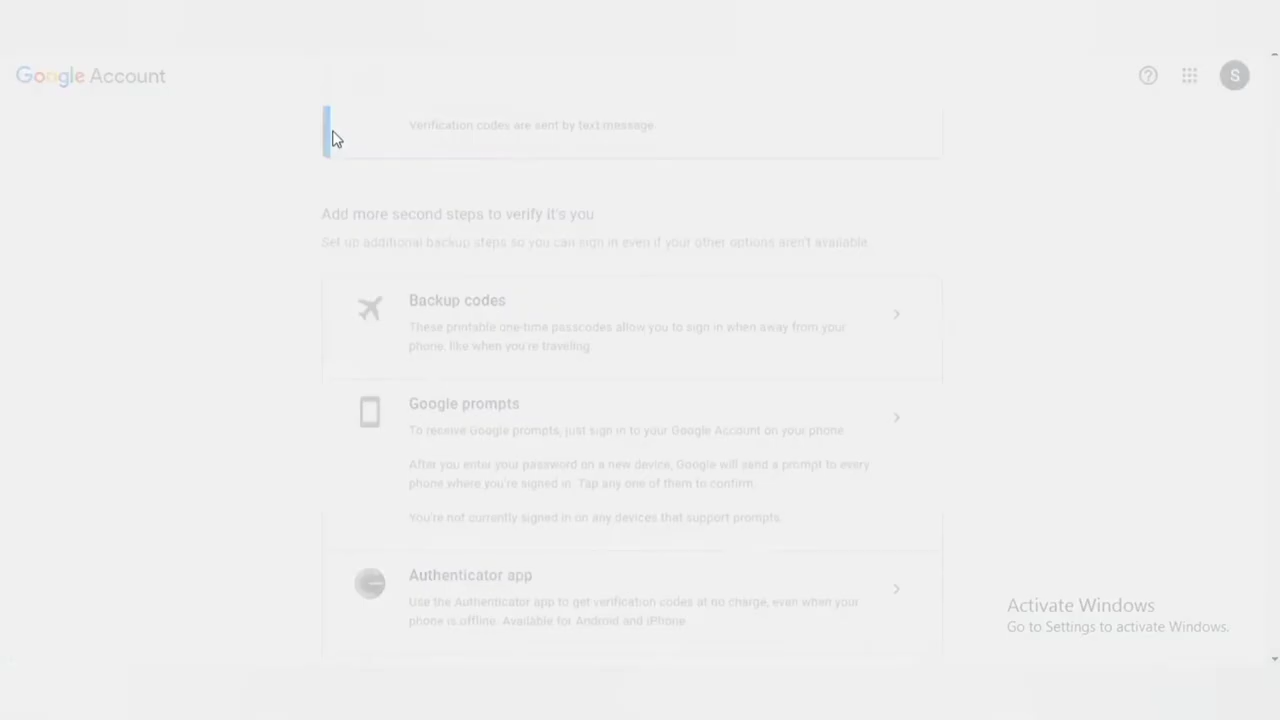 Google Account
S
Verification codes are sent by text message.
Add more second steps to verify it's you
Set up additional backup steps so you can sign in even if your other options aren't available.
Backup codes
These printable one-time passcodes allow you to sign in when away from your
phone, like when you're traveling.
Google prompts
To receive Google prompts, just sign in to your Google Account on your phone.
After you enter your password on a new device, Google will send a prompt to every
phone where you're signed in. Tap any one of them to confirm.
You're not currently signed in on any devices that support prompts.
Authenticator app
Use the Authenticator app to get verification codes at no charge, even when your
phone is offline. Available for Android and iPhone.
Activate Windows
Go to Settings to activate Windows.